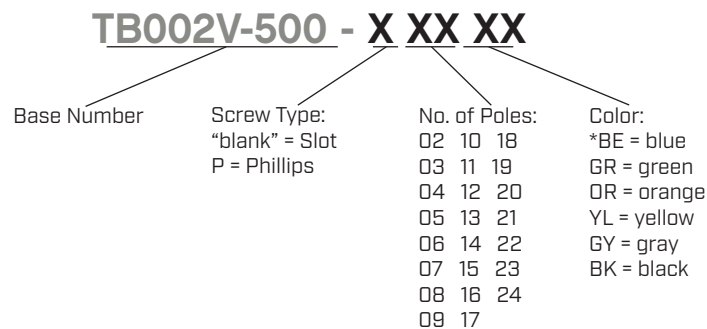 TB002V-500 - X XX XX
Base Number
Screw Type:
“blank” = Slot
P = Phillips
No. of Poles:
02 10 18
03 11 19
04 12 20
05 13 21
06 14 22
07 15 23
08 16 24
09 17
Color:
*BE = blue
GR = green
OR = orange
YL = yellow
GY = gray
BK = black